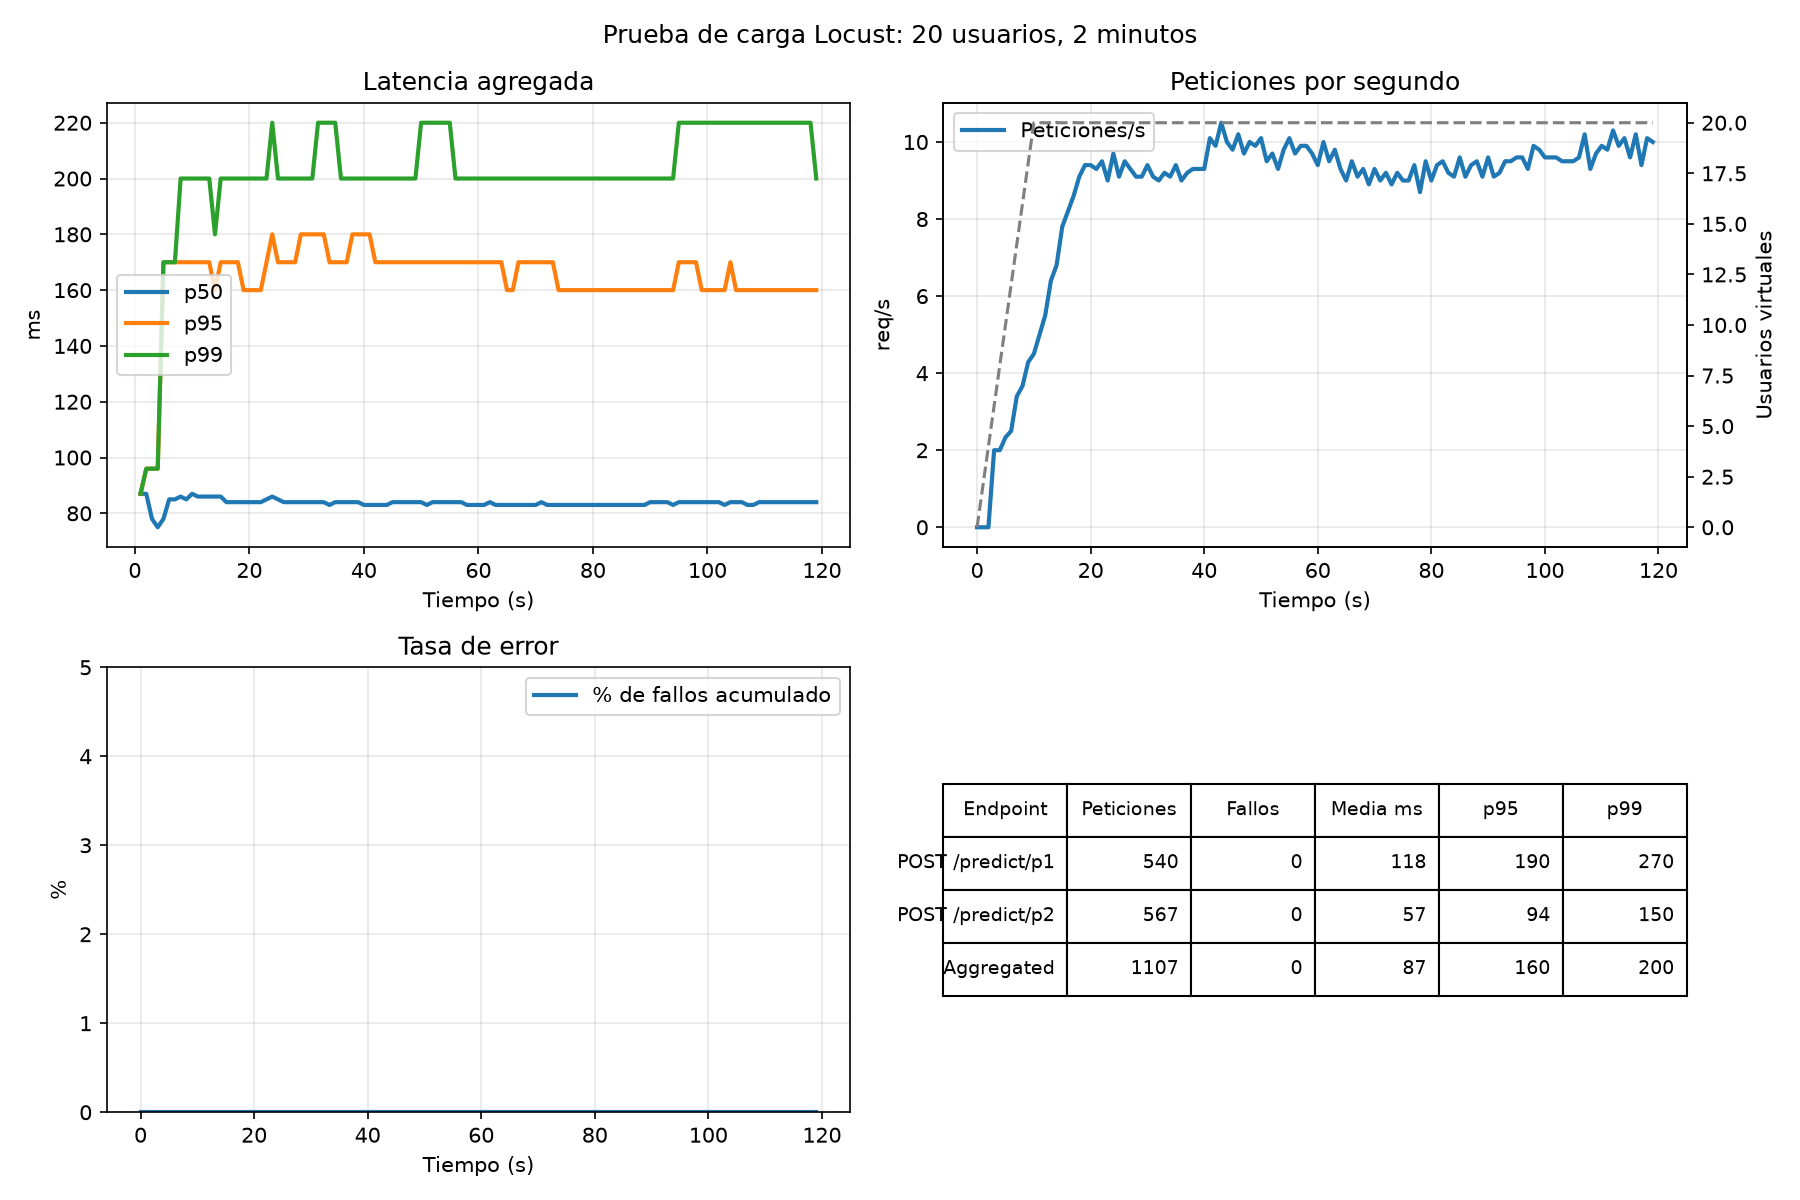 Prueba de carga Locust: 20 usuarios, 2 minutos
Latencia agregada
220
200
180
160
140
120
100
80
ms
p50
p95
p99
0 20 40 60 80 100 120
Tiempo (s)
Peticiones por segundo
Peticiones/s
10
8
6
4
2
0
req/s
20.0
17.5
15.0
12.5
10.0
7.5
5.0
2.5
0.0
Usuarios virtuales
0 20 40 60 80 100 120
Tiempo (s)
Tasa de error
% de fallos acumulado
5
4
3
2
1
0
%
0 20 40 60 80 100 120
Tiempo (s)
Endpoint Peticiones Fallos Media ms p95 p99
POST /predict/p1 540 0 118 190 270
POST /predict/p2 567 0 57 94 150
Aggregated 1107 0 87 160 200